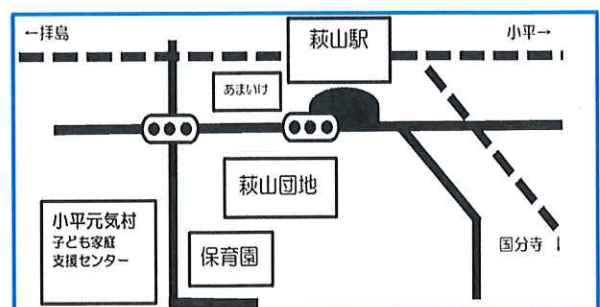 ←拝島
萩山駅
小平→
あまいけ
萩山団地
小平元気村
子ども家庭
支援センター
保育園
国分寺